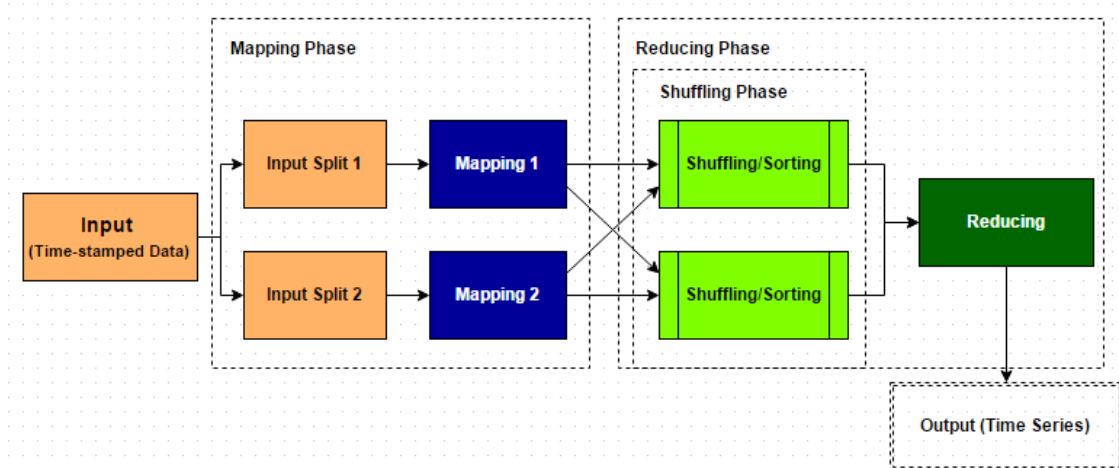 Mapping Phase
Reducing Phase
Shuffling Phase
Input Split 1
Mapping 1
Shuffling/Sorting
Input
(Time-stamped Data)
Reducing
Input Split 2
Mapping 2
Shuffling/Sorting
Output (Time Series)